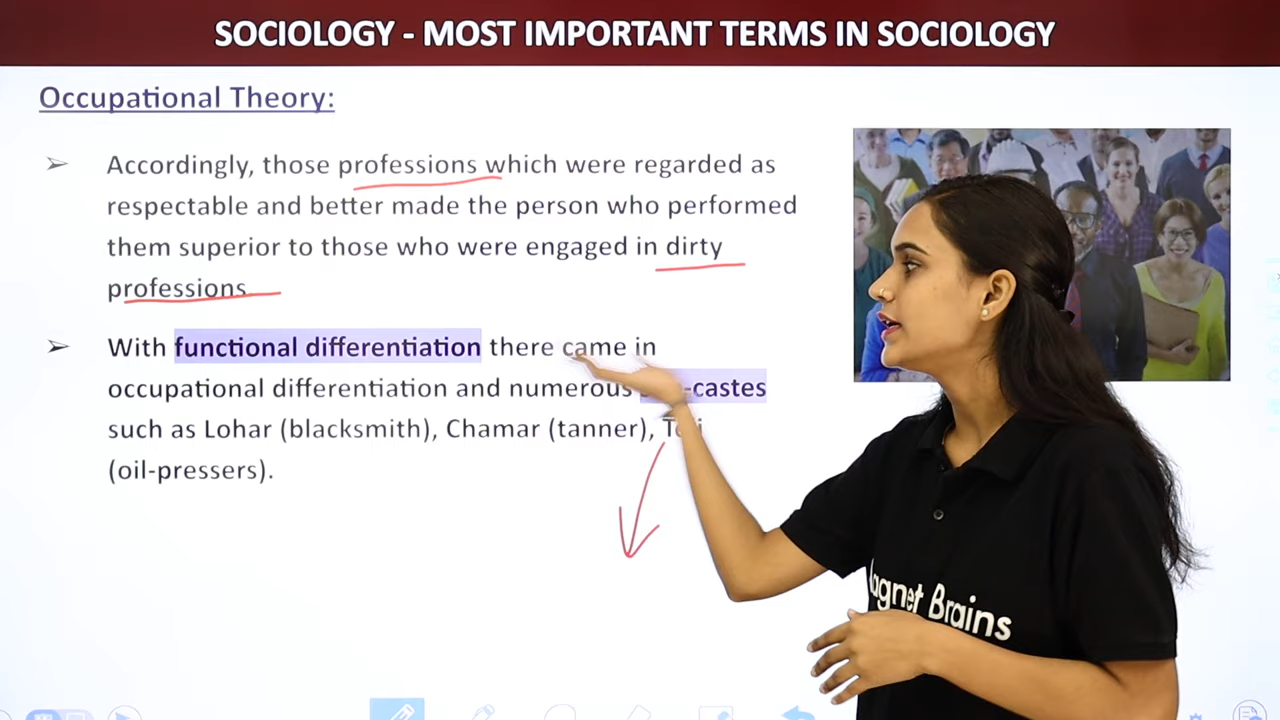 SOCIOLOGY - MOST IMPORTANT TERMS IN SOCIOLOGY
Occupational Theory:
➢ Accordingly, those professions which were regarded as
respectable and better made the person who performed
them superior to those who were engaged in dirty
professions
➢ With functional differentiation there came in
occupational differentiation and numerous -castes
such as Lohar (blacksmith), Chamar (tanner),
(oil-pressers).
agnet Brains